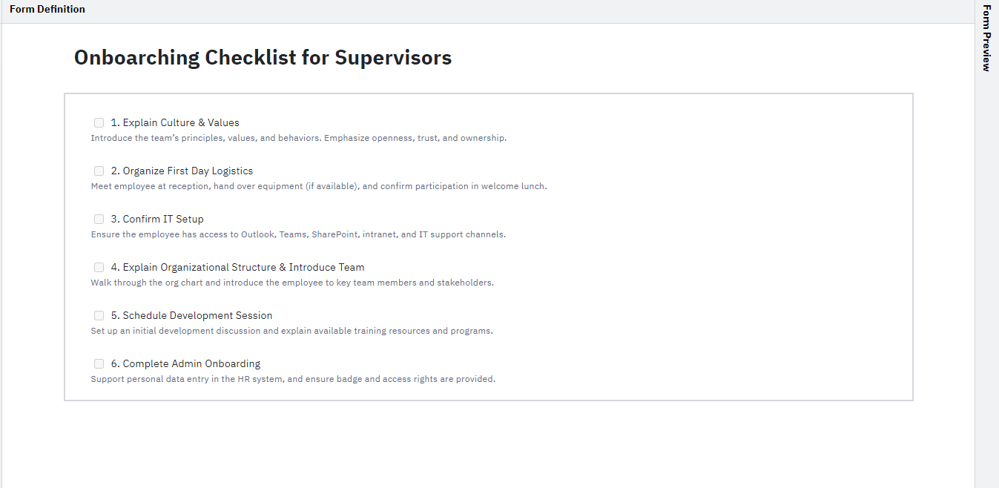 Form Definition
Form Preview
Onboarching Checklist for Supervisors
1. Explain Culture & Values
Introduce the team's principles, values, and behaviors. Emphasize openness, trust, and ownership.
2. Organize First Day Logistics
Meet employee at reception, hand over equipment (if available), and confirm participation in welcome lunch.
3. Confirm IT Setup
Ensure the employee has access to Outlook, Teams, SharePoint, intranet, and IT support channels.
4. Explain Organizational Structure & Introduce Team
Walk through the org chart and introduce the employee to key team members and stakeholders.
5. Schedule Development Session
Set up an initial development discussion and explain available training resources and programs.
6. Complete Admin Onboarding
Support personal data entry in the HR system, and ensure badge and access rights are provided.